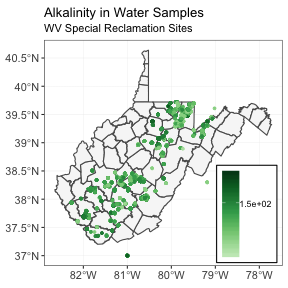 Alkalinity in Water Samples
WV Special Reclamation Sites
40.5°N
40°N
39.5°N
39°N
38.5°N
38°N
37.5°N
37°N
1.5e+02
82°W 81°W 80°W 79°W 78°W